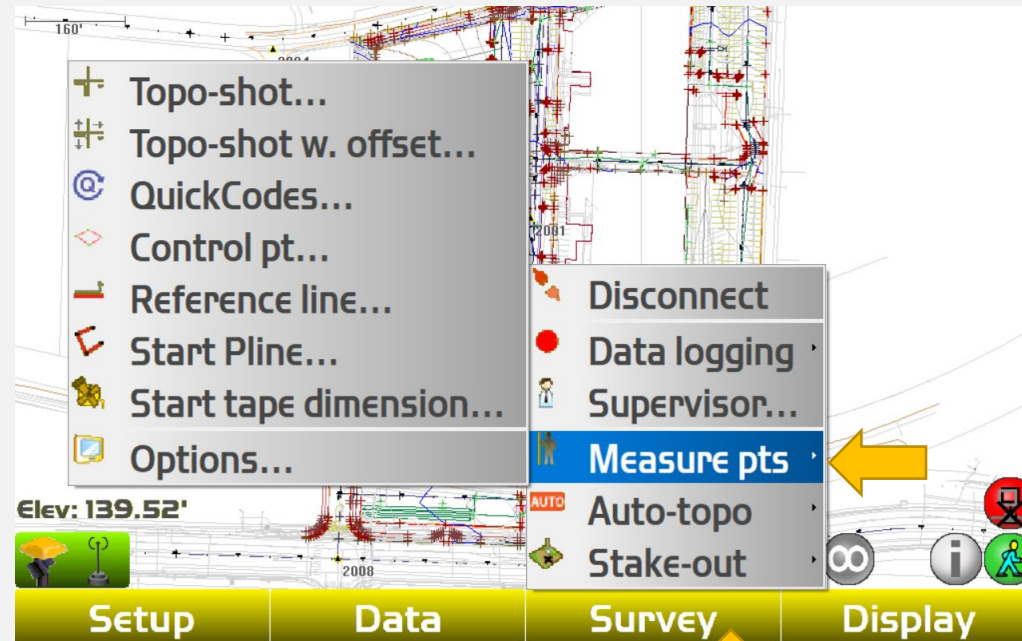 160'
Topo-shot...
Topo-shot w. offset...
QuickCodes...
Control pt...
Reference line...
Start Pline...
Start tape dimension...
Options...
2001
Disconnect
Data logging
Supervisor...
Measure pts
AUTO Auto-topo
Stake-out
Elev: 139.52'
2008
Setup Data Survey Display